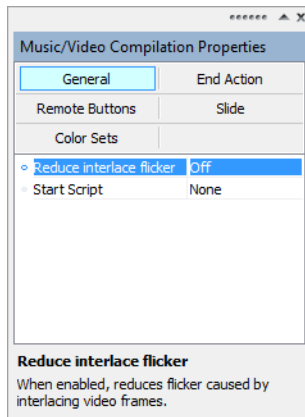 Music/Video Compilation Properties
General End Action
Remote Buttons Slide
Color Sets
Reduce interlace flicker Off
Start Script None
Reduce interlace flicker
When enabled, reduces flicker caused by
interlacing video frames.